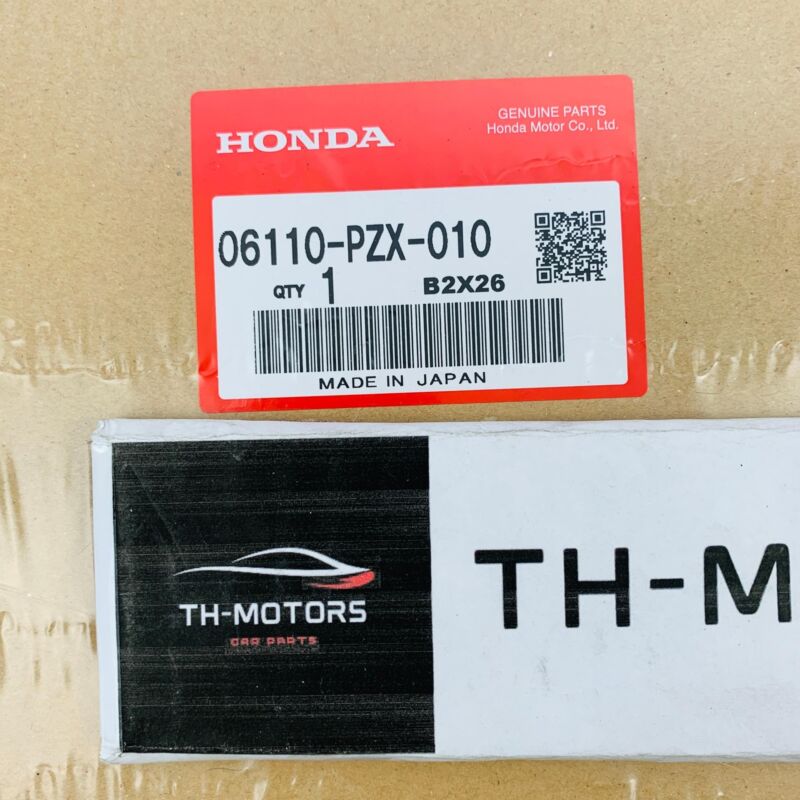 GENUINE PARTS
HONDA
Honda Motor Co., Ltd.
06110-PZX-010
QTY 1 B2X26
MADE IN JAPAN
TH-MOTORS
CAR PARTS
TH-M